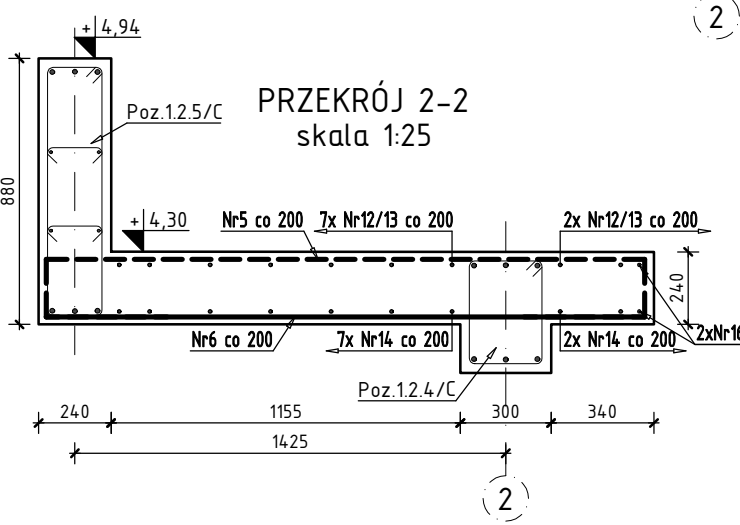 2
+ 4,94
PRZEKRÓJ 2-2
skala 1:25
Poz.1.2.5/C
880
+ 4,30
Nr5 co 200
7x Nr12/13 co 200
2x Nr12/13 co 200
240
Nr6 co 200
7x Nr14 co 200
2x Nr14 co 200
2xNr16
Poz.1.2.4/C
240
1155
300
340
1425
2